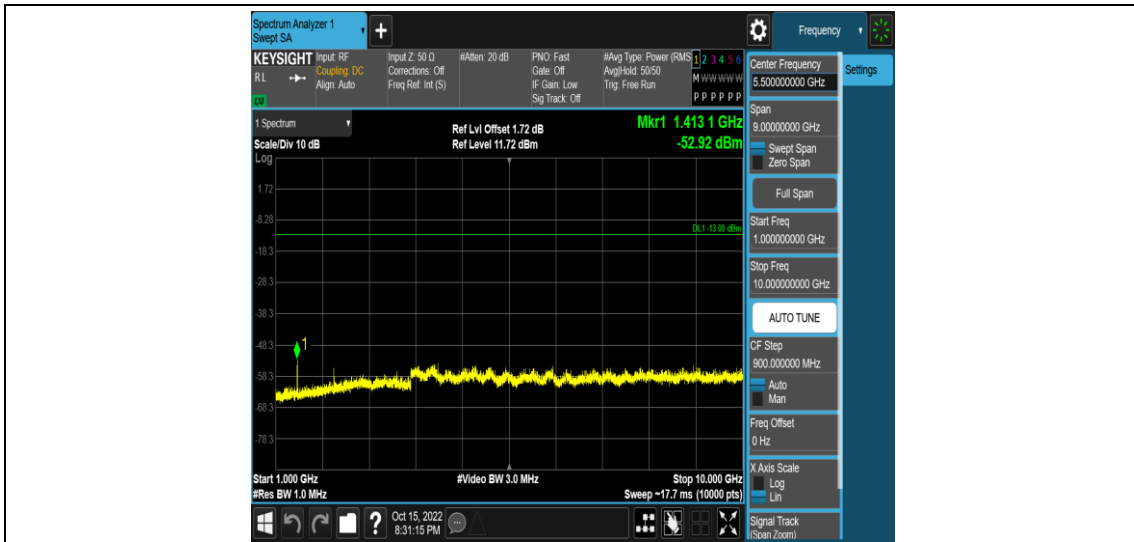 Spectrum Analyzer 1
Swept SA
+
Frequency
KEYSIGHT
RL
LXI
Input: RF
Coupling: DC
Align: Auto
Input Z: 50 Ω
Corrections: Off
Freq Ref: Int (S)
#Atten: 20 dB
PNO: Fast
Gate: Off
IF Gain: Low
Sig Track: Off
#Avg Type: Power (RMS
Avg|Hold: 50/50
Trig: Free Run
1 2 3 4 5 6
M W W W W W
P P P P P P
1 Spectrum
Scale/Div 10 dB
Log
Ref Lvl Offset 1.72 dB
Ref Level 11.72 dBm
Mkr1 1.413 1 GHz
-52.92 dBm
1.72
-8.28
DL1 -13.00 dBm
-18.3
-28.3
-38.3
-48.3
1
-58.3
-68.3
-78.3
Start 1.000 GHz
#Res BW 1.0 MHz
#Video BW 3.0 MHz
Stop 10.000 GHz
Sweep ~17.7 ms (10000 pts)
?
Oct 15, 2022
8:31:15 PM
Center Frequency
5.500000000 GHz
Settings
Span
9.00000000 GHz
Swept Span
Zero Span
Full Span
Start Freq
1.000000000 GHz
Stop Freq
10.000000000 GHz
AUTO TUNE
CF Step
900.000000 MHz
Auto
Man
Freq Offset
0 Hz
X Axis Scale
Log
Lin
Signal Track
(Span Zoom)